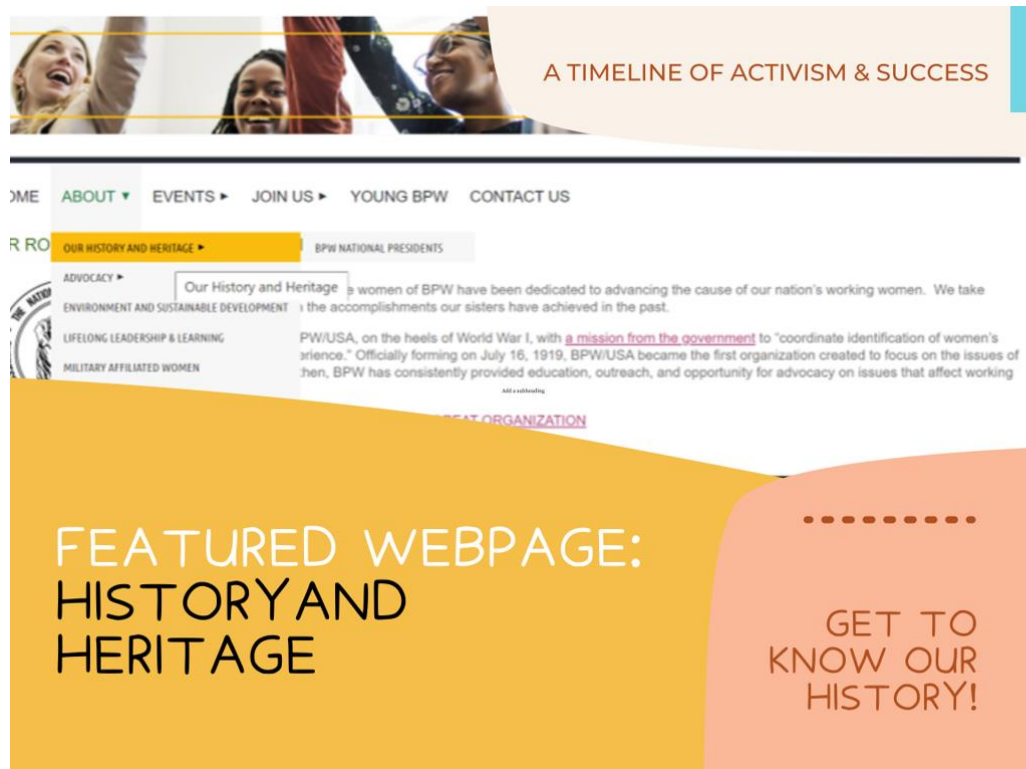 A TIMELINE OF ACTIVISM & SUCCESS
OME ABOUT ▼ EVENTS ► JOIN US ► YOUNG BPW CONTACT US
R RO
OUR HISTORY AND HERITAGE ► BPW NATIONAL PRESIDENTS
ADVOCACY ►
Our History and Heritage
e women of BPW have been dedicated to advancing the cause of our nation's working women. We take
ENVIRONMENT AND SUSTAINABLE DEVELOPMENT the accomplishments our sisters have achieved in the past.
LIFELONG LEADERSHIP & LEARNING PW/USA, on the heels of World War I, with a mission from the government to "coordinate identification of women's
erience." Officially forming on July 16, 1919, BPW/USA became the first organization created to focus on the issues of
MILITARY AFFILIATED WOMEN then, BPW has consistently provided education, outreach, and opportunity for advocacy on issues that affect working
Add a subheading
ORGANIZATION
FEATURED WEBPAGE:
HISTORYAND
HERITAGE
GET TO
KNOW OUR
HISTORY!